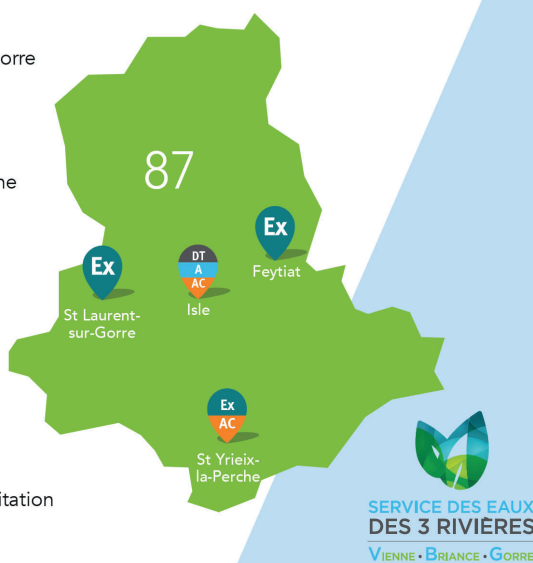 orre
ne
87
Ex
Feytiat
Ex
St Laurent-
sur-Gorre
DT
A
AC
Isle
Ex
AC
St Yrieix-
la-Perche
itation
SERVICE DES EAUX
DES 3 RIVIÈRES
VIENNE • BRIANCE • GORRE